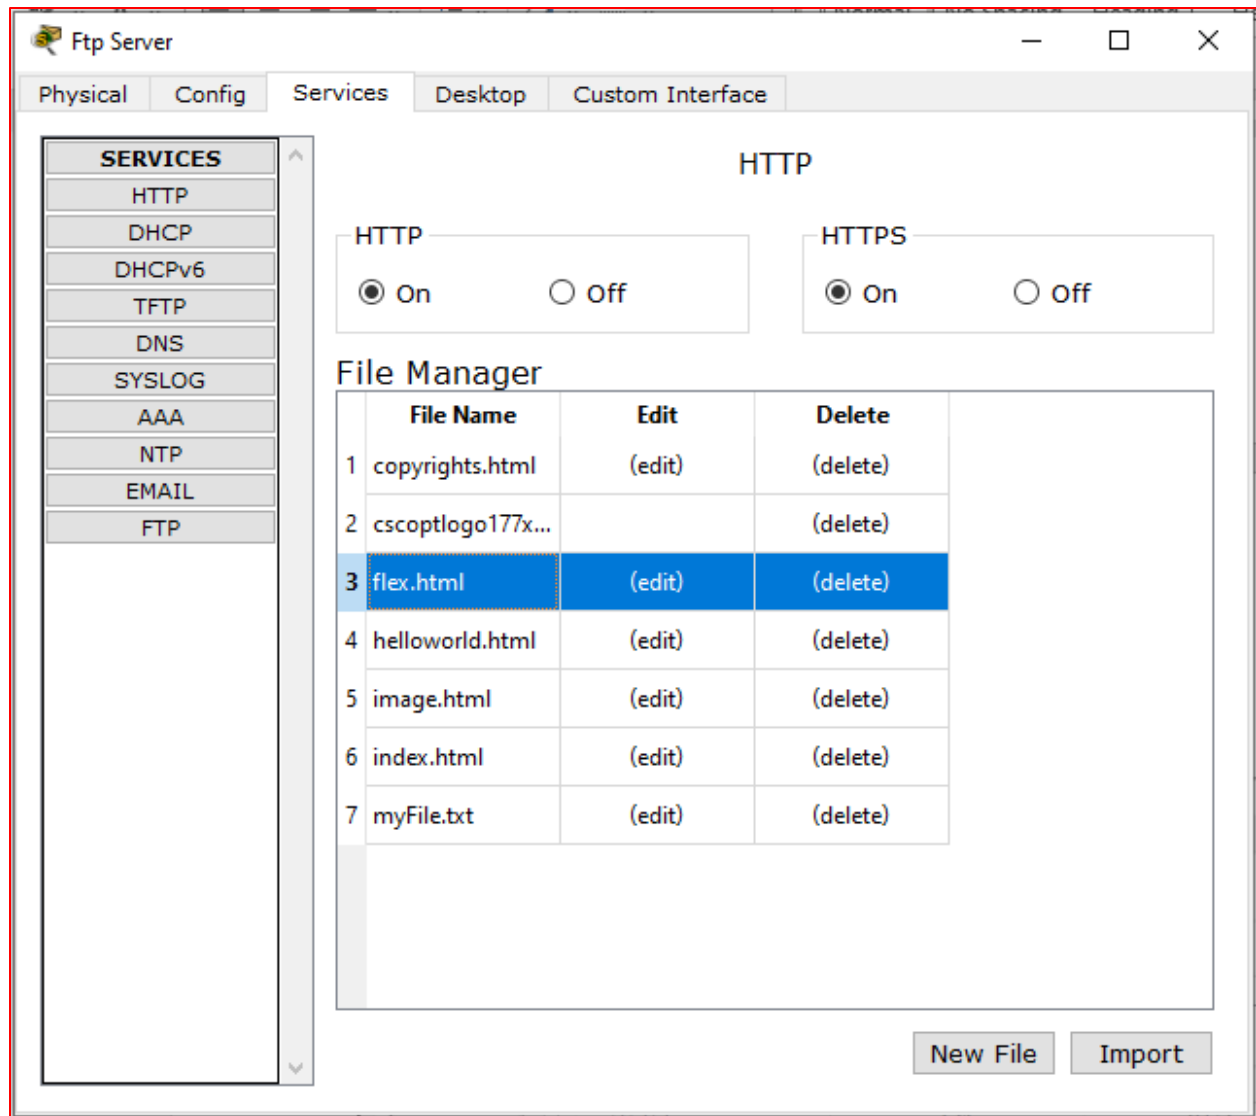 Ftp Server
Physical Config Services Desktop Custom Interface
SERVICES
HTTP
DHCP
DHCPv6
TFTP
DNS
SYSLOG
AAA
NTP
EMAIL
FTP
HTTP
HTTP
On Off
HTTPS
On Off
File Manager
File Name Edit Delete
1 copyrights.html (edit) (delete)
2 cscoptlogo177x... (delete)
3 flex.html (edit) (delete)
4 helloworld.html (edit) (delete)
5 image.html (edit) (delete)
6 index.html (edit) (delete)
7 myFile.txt (edit) (delete)
New File Import